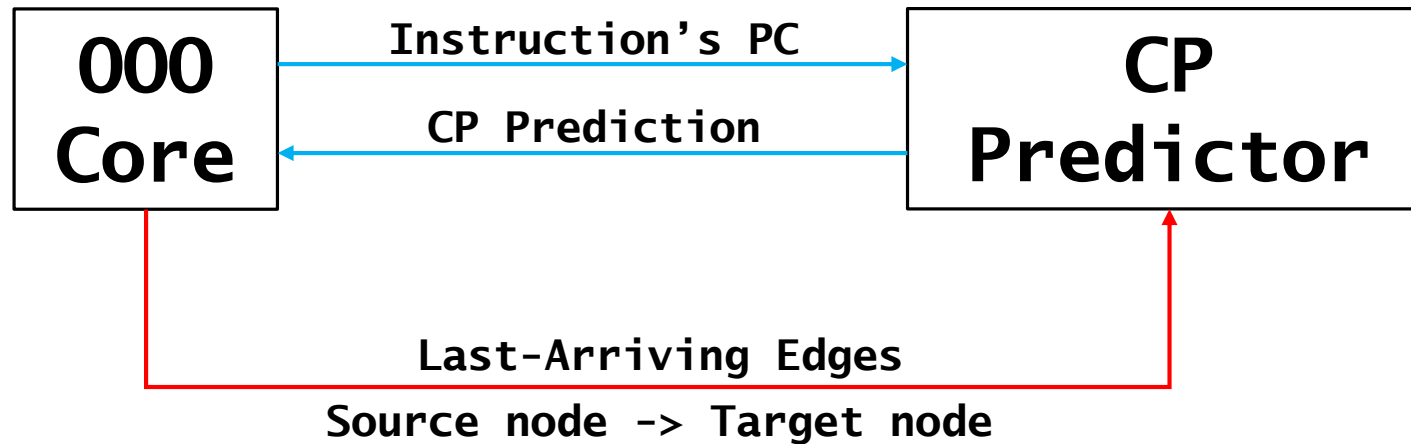 OOO
Core
Instruction's PC
CP Prediction
CP
Predictor
Last-Arriving Edges
Source node -> Target node